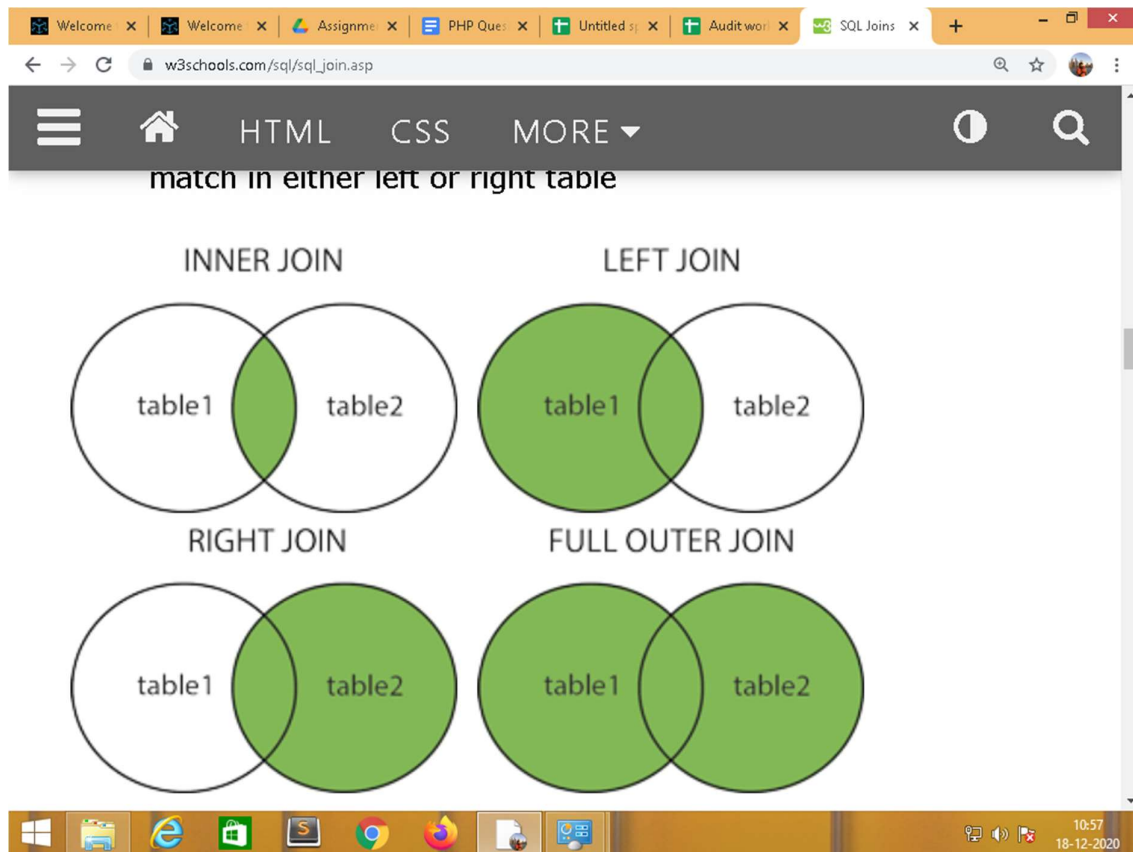 Welcome
Welcome
Assignme
PHP Ques
Untitled s
Audit wor
SQL Joins
w3schools.com/sql/sql_join.asp
HTML CSS MORE
match in either left or right table
INNER JOIN LEFT JOIN
table1 table2 table1 table2
RIGHT JOIN FULL OUTER JOIN
table1 table2 table1 table2
10:57
18-12-2020